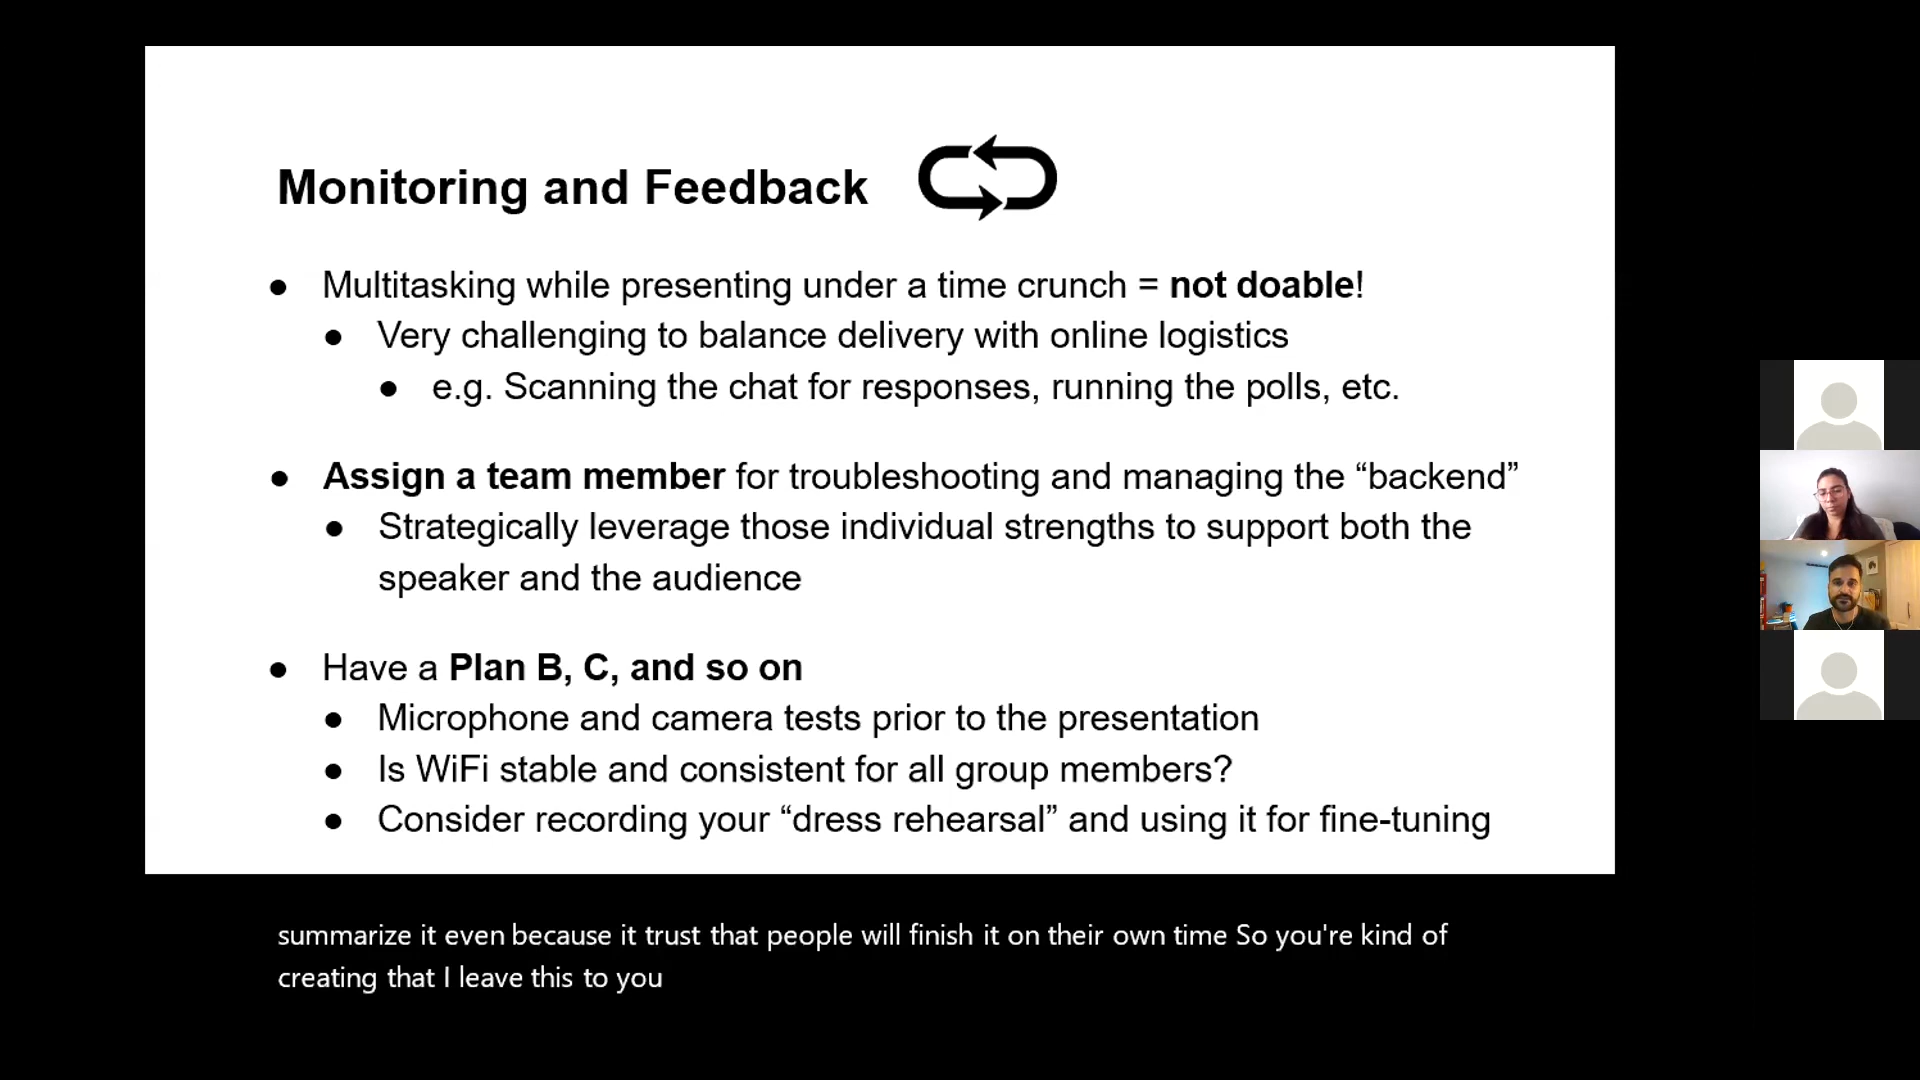 Monitoring and Feedback
● Multitasking while presenting under a time crunch = not doable!
● Very challenging to balance delivery with online logistics
● e.g. Scanning the chat for responses, running the polls, etc.
● Assign a team member for troubleshooting and managing the “backend”
● Strategically leverage those individual strengths to support both the
speaker and the audience
● Have a Plan B, C, and so on
● Microphone and camera tests prior to the presentation
● Is WiFi stable and consistent for all group members?
● Consider recording your “dress rehearsal” and using it for fine-tuning
summarize it even because it trust that people will finish it on their own time So you're kind of
creating that I leave this to you